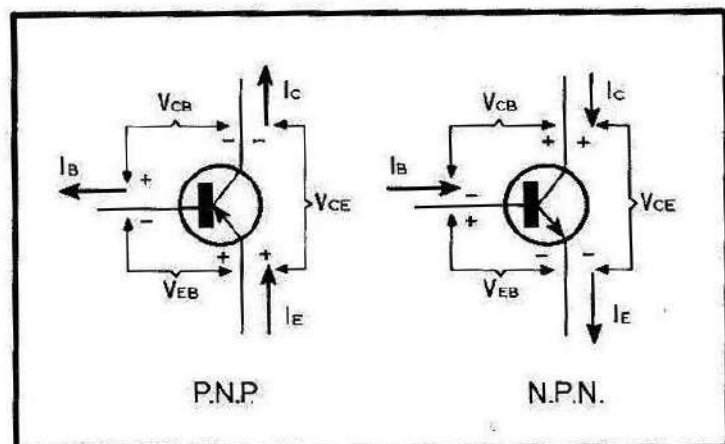 IC
VCB
- -
IB
+
-
VCE
+ +
VEB
IE
P.N.P.
IC
VCB
+ +
IB
-
+
VCE
- -
VEB
IE
N.P.N.